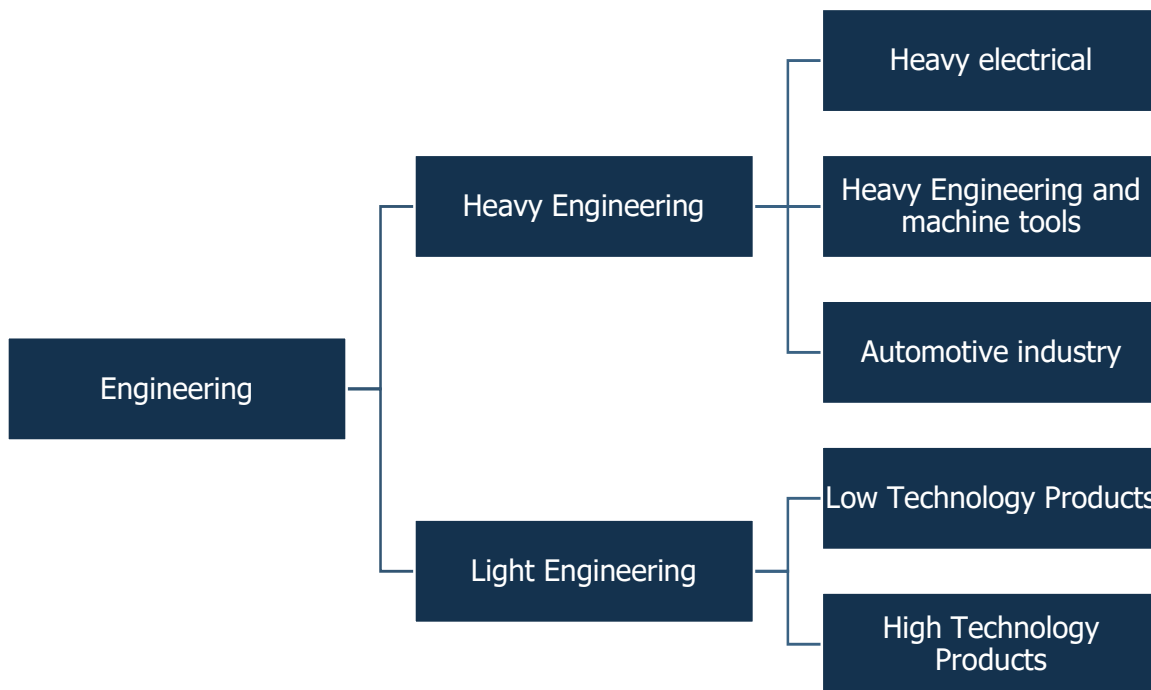 Heavy electrical
Heavy Engineering
Heavy Engineering and
machine tools
Automotive industry
Engineering
Low Technology Products
Light Engineering
High Technology
Products